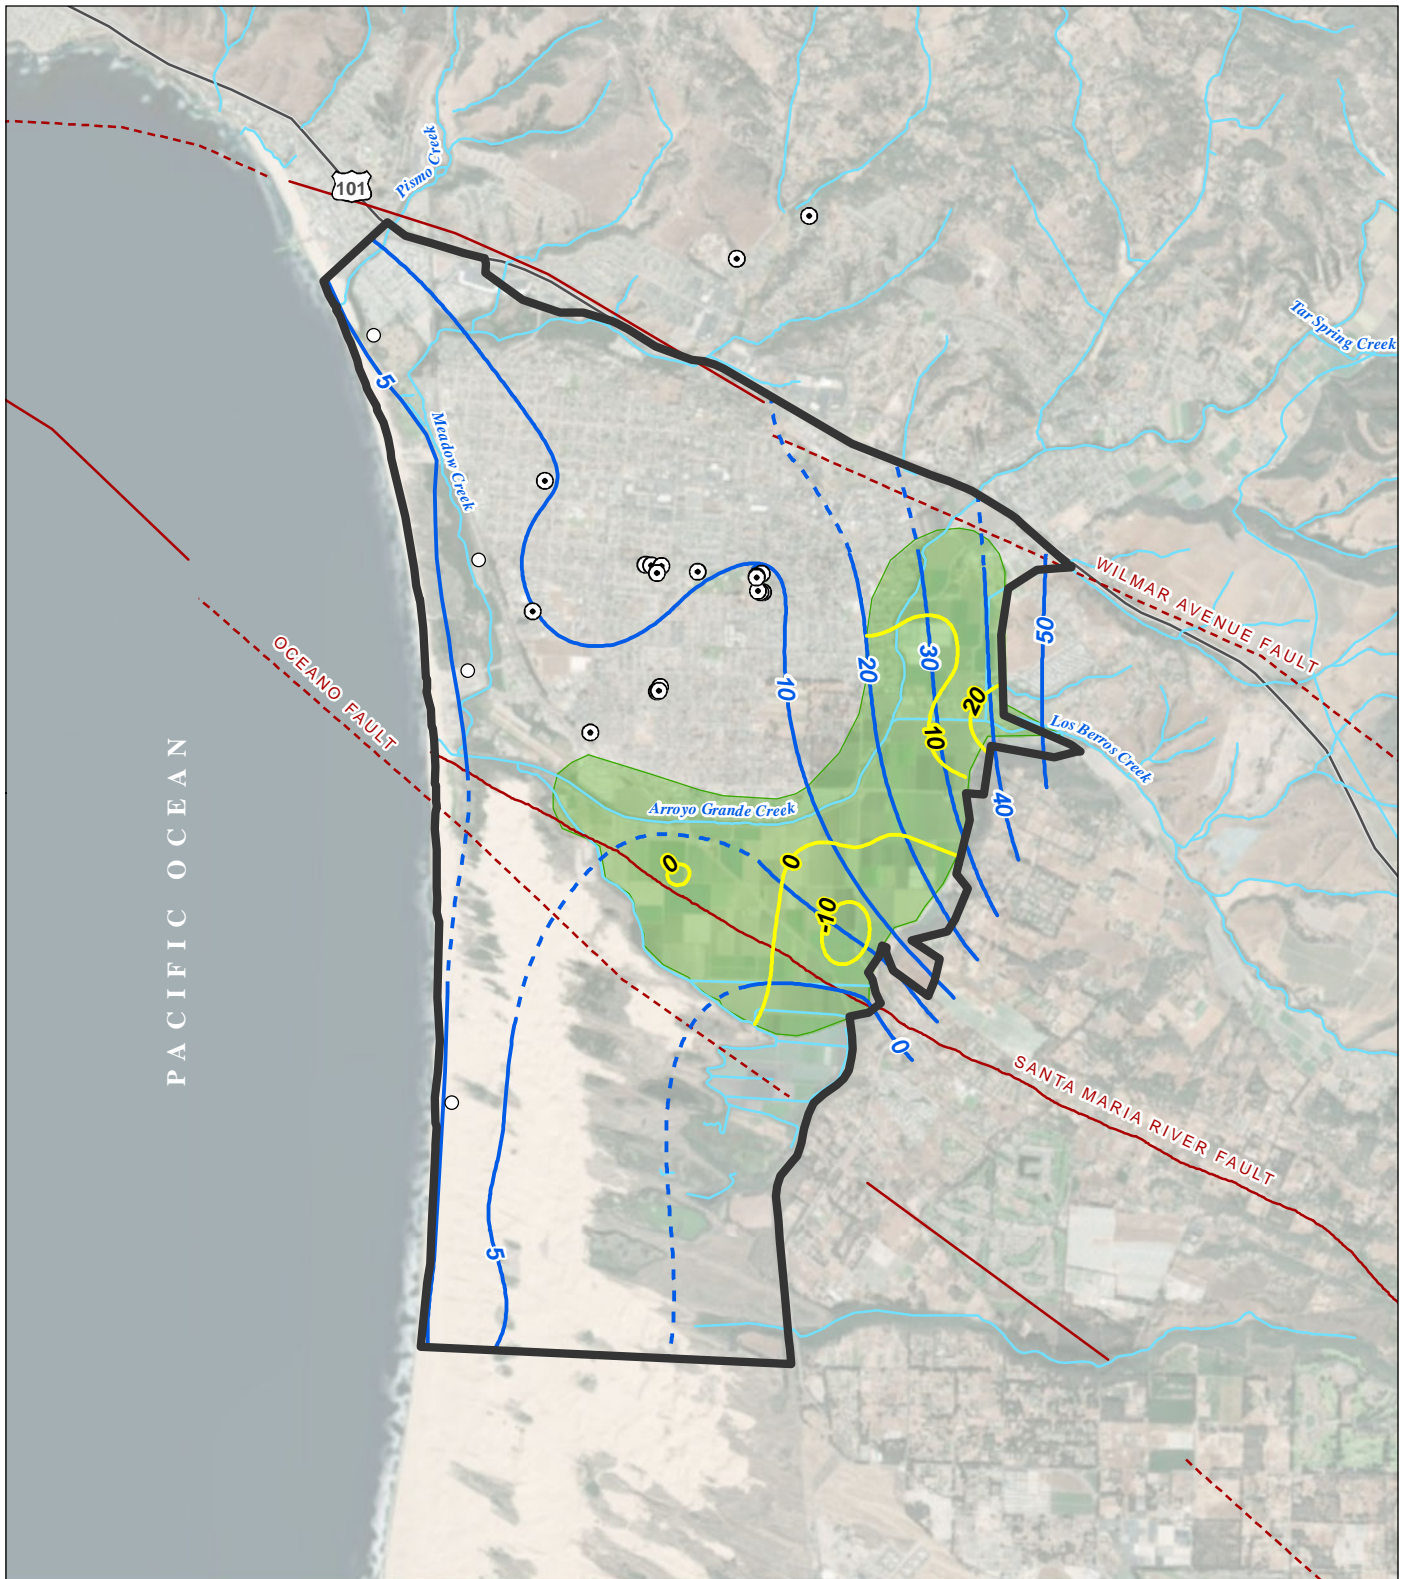 Pismo Creek
101
Tar Spring Creek
5
Meadow Creek
WILMAR AVENUE FAULT
OCEANO FAULT
50
30
20
10
20
10
Los Berros Creek
PACIFIC OCEAN
Arroyo Grande Creek
40
0
0
-10
0
SANTA MARIA RIVER FAULT
5